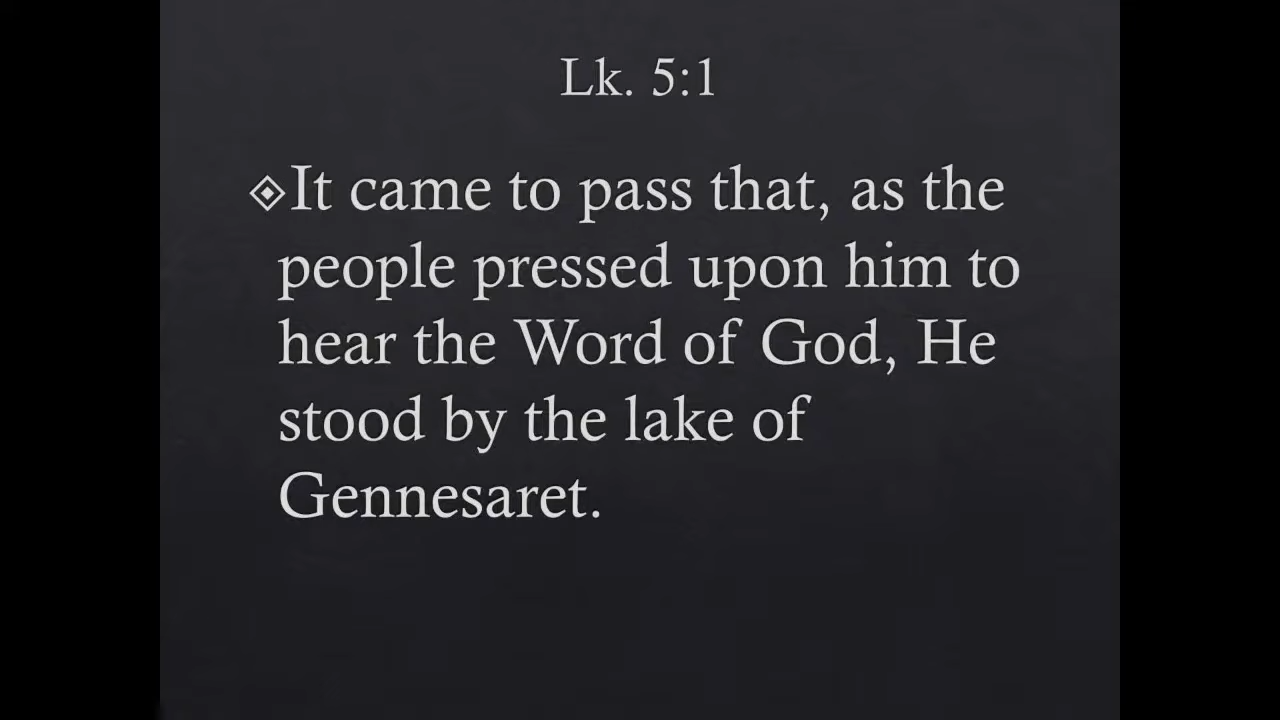 Lk. 5:1
It came to pass that, as the
people pressed upon him to
hear the Word of God, He
stood by the lake of
Gennesaret.